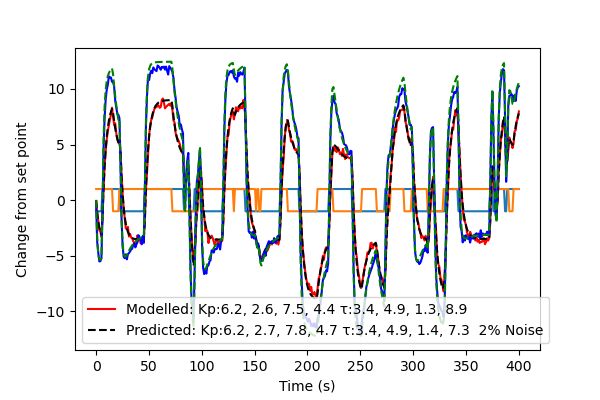 10
5
0
−5
−10
Change from set point
Modelled: Kp:6.2, 2.6, 7.5, 4.4 τ:3.4, 4.9, 1.3, 8.9
Predicted: Kp:6.2, 2.7, 7.8, 4.7 τ:3.4, 4.9, 1.4, 7.3 2% Noise
0 50 100 150 200 250 300 350 400
Time (s)